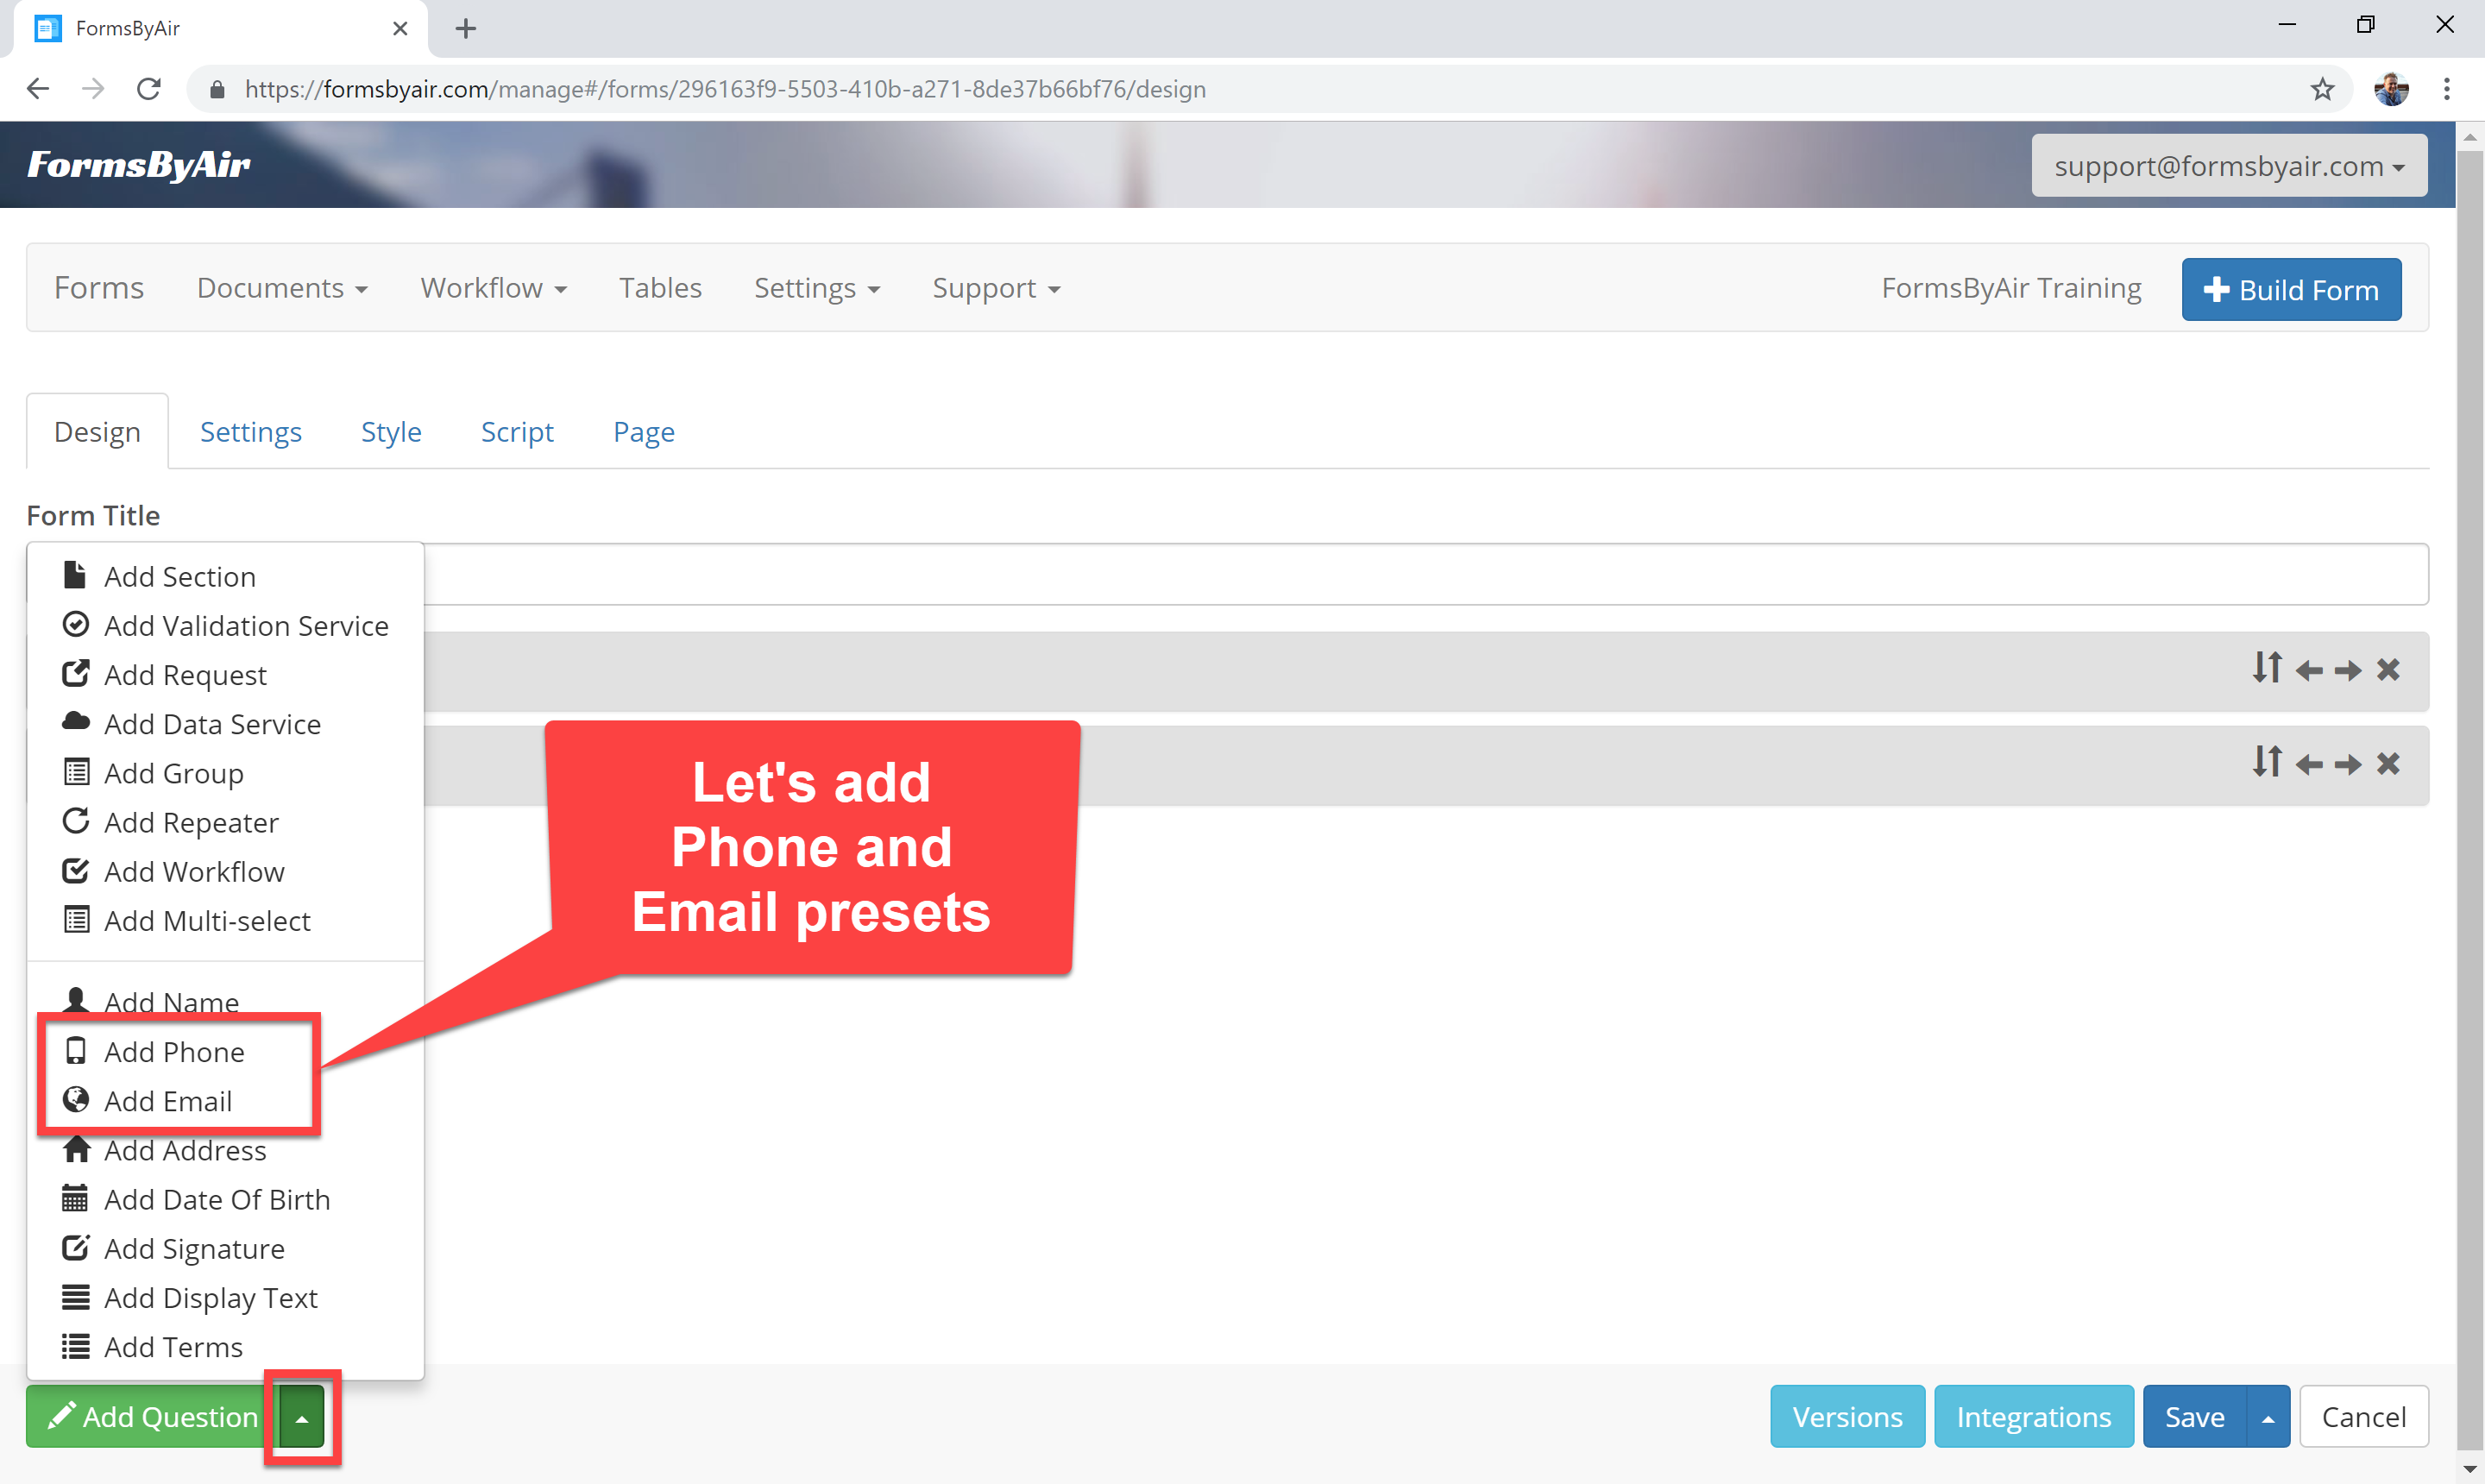 FormsByAir
https://formsbyair.com/manage#/forms/296163f9-5503-410b-a271-8de37b66bf76/design
FormsByAir
support@formsbyair.com
Forms Documents Workflow Tables Settings Support FormsByAir Training Build Form
Design Settings Style Script Page
Form Title
Add Section
Add Validation Service
Add Request
Add Data Service
Add Group
Add Repeater
Add Workflow
Add Multi-select
Let's add
Phone and
Email presets
Add Name
Add Phone
Add Email
Add Address
Add Date Of Birth
Add Signature
Add Display Text
Add Terms
Add Question Versions Integrations Save Cancel